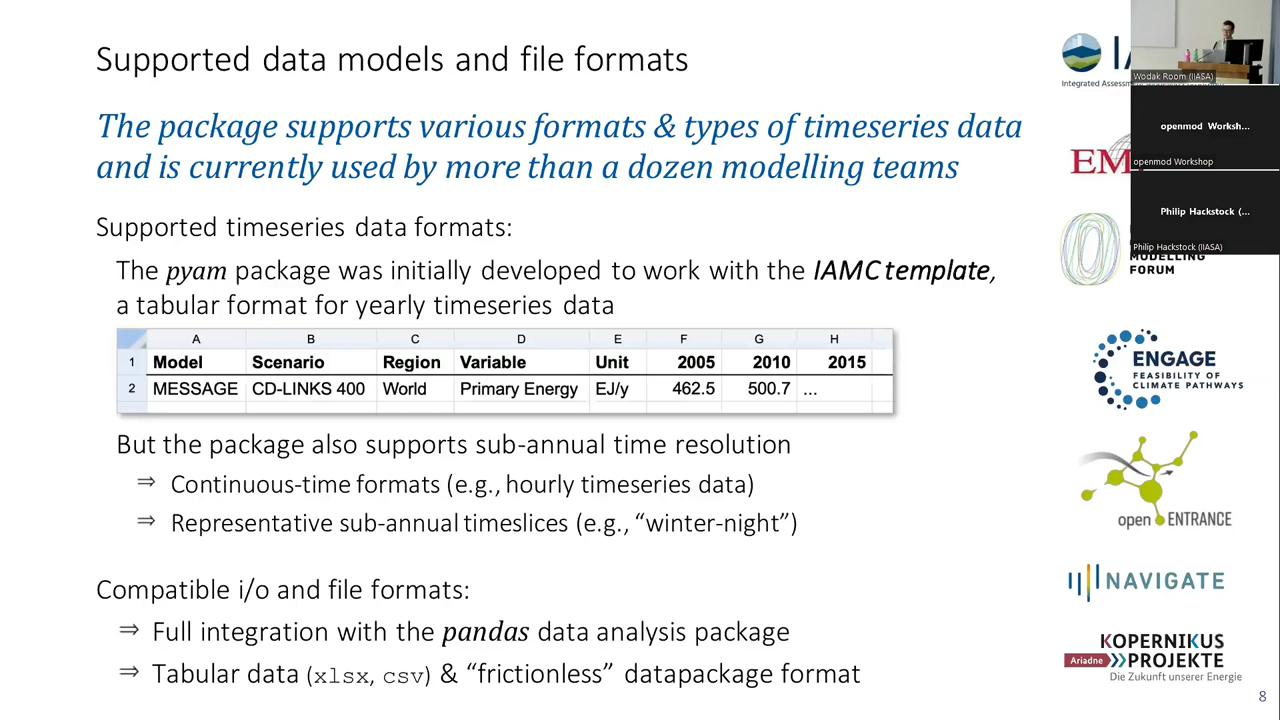 Supported data models and file formats
The package supports various formats & types of timeseries data
and is currently used by more than a dozen modelling teams
Supported timeseries data formats:
The pyam package was initially developed to work with the IAMC template,
a tabular format for yearly timeseries data
A B C D E F G H
1 Model Scenario Region Variable Unit 2005 2010 2015
2 MESSAGE CD-LINKS 400 World Primary Energy EJ/y 462.5 500.7 ...
But the package also supports sub-annual time resolution
⇒ Continuous-time formats (e.g., hourly timeseries data)
⇒ Representative sub-annual timeslices (e.g., “winter-night”)
Compatible i/o and file formats:
⇒ Full integration with the pandas data analysis package
⇒ Tabular data (xlsx, csv) & “frictionless” datapackage format
Integrated
Wodak Room (IIASA)
openmod Worksh...
openmod Workshop
EM
Philip Hackstock (...
Philip Hackstock (IIASA)
MODELLING
FORUM
ENGAGE
FEASIBILITY OF
CLIMATE PATHWAYS
open ENTRANCE
NAVIGATE
KOPERNIKUS
Ariadne PROJEKTE
Die Zukunft unserer Energie
8